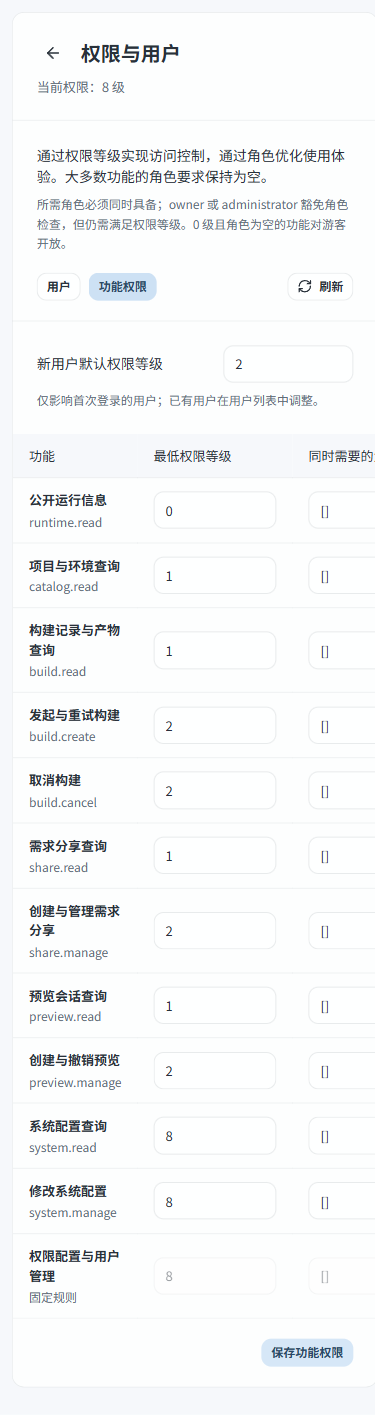 权限与用户
当前权限：8 级
通过权限等级实现访问控制，通过角色优化使用体
验。大多数功能的角色要求保持为空。
所需角色必须同时具备；owner 或 administrator 豁免角色
检查，但仍需满足权限等级。0 级且角色为空的功能对游客
开放。
用户 功能权限 刷新
新用户默认权限等级 2
仅影响首次登录的用户；已有用户在用户列表中调整。
功能 最低权限等级 同时需要的
公开运行信息
runtime.read
0 []
项目与环境查询
catalog.read
1 []
构建记录与产物
查询
build.read
1 []
发起与重试构建
build.create
2 []
取消构建
build.cancel
2 []
需求分享查询
share.read
1 []
创建与管理需求
分享
share.manage
2 []
预览会话查询
preview.read
1 []
创建与撤销预览
preview.manage
2 []
系统配置查询
system.read
8 []
修改系统配置
system.manage
8 []
权限配置与用户
管理
固定规则
8 []
保存功能权限